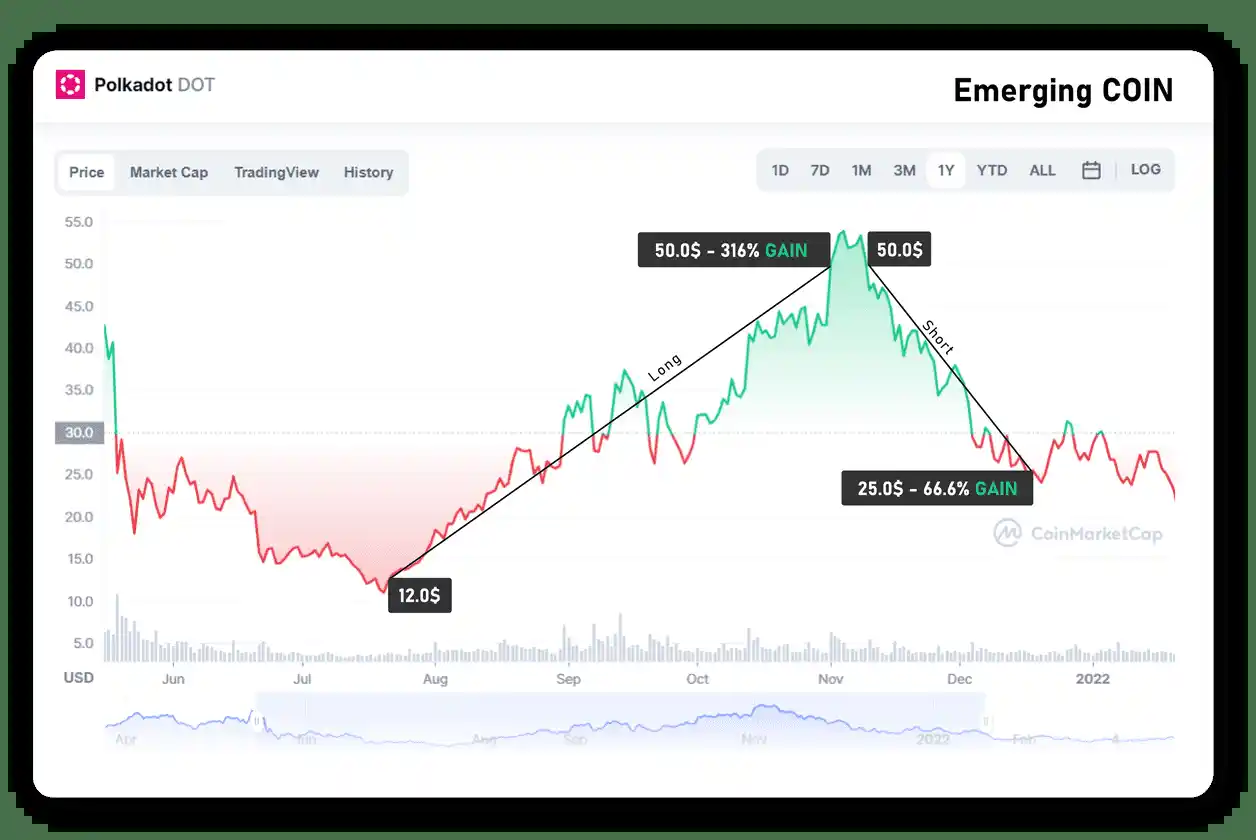 Polkadot DOT
Emerging COIN
Price Market Cap TradingView History
1D 7D 1M 3M 1Y YTD ALL LOG
55.0
50.0
45.0
40.0
35.0
30.0
25.0
20.0
15.0
10.0
5.0
50.0$ - 316% GAIN
50.0$
Long
Short
25.0$ - 66.6% GAIN
CoinMarketCap
12.0$
USD
Jun Jul Aug Sep Oct Nov Dec 2022
Apr Jun Aug Sep Nov 2022 Feb 4